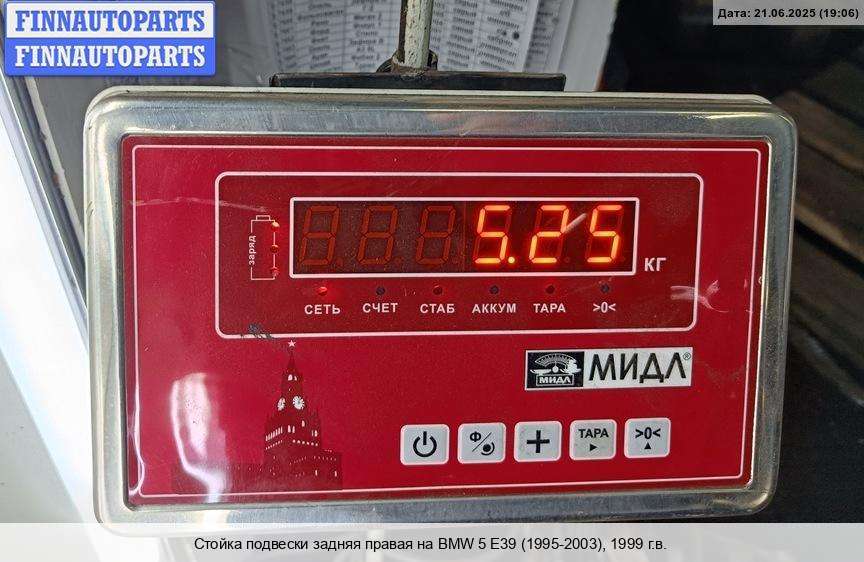 FINNAUTOPARTS
FINNAUTOPARTS
Дата: 21.06.2025 (19:06)
заряд
5.25
КГ
СЕТЬ СЧЕТ СТАБ АККУМ ТАРА >0<
МИДЛ МИДЛ®
Ф ТАРА >0<
Стойка подвески задняя правая на BMW 5 E39 (1995-2003), 1999 г.в.